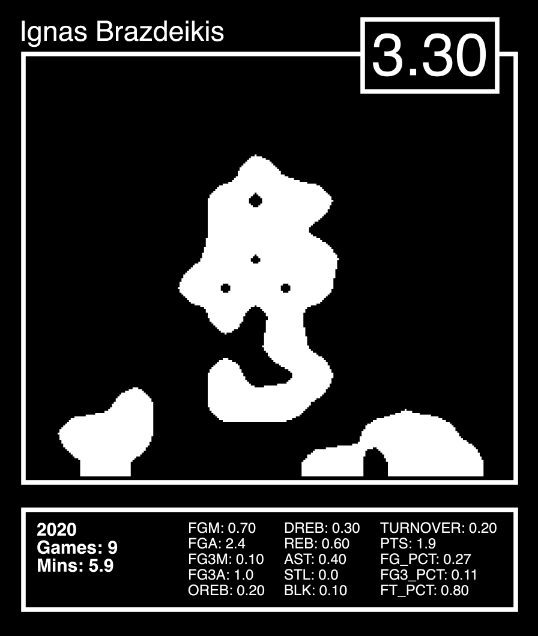 Ignas Brazdeikis
3.30
2020
Games: 9
Mins: 5.9
FGM: 0.70
FGA: 2.4
FG3M: 0.10
FG3A: 1.0
OREB: 0.20
DREB: 0.30
REB: 0.60
AST: 0.40
STL: 0.0
BLK: 0.10
TURNOVER: 0.20
PTS: 1.9
FG_PCT: 0.27
FG3_PCT: 0.11
FT_PCT: 0.80